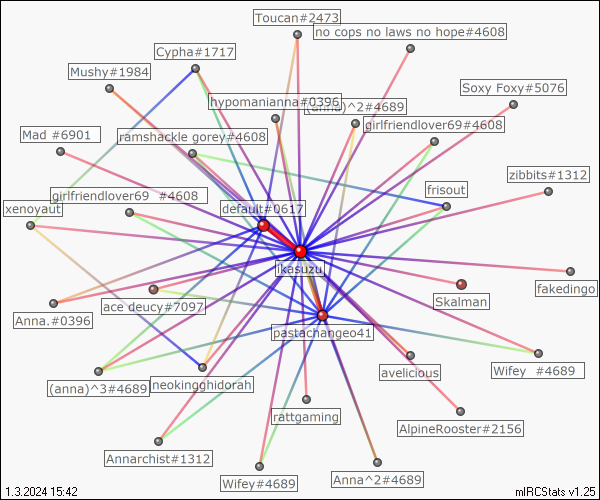 Toucan#2473
no cops no laws no hope#4608
Cypha#1717
Mushy#1984
Soxy Foxy#5076
hypomanianna#0396
(anna)^2#4689
girlfriendlover69#4608
Mad #6901
ramshackle gorey#4608
zibbits#1312
frisout
girlfriendlover69 #4608
xenoyaut
default#0617
ikasuzu
Skalman
fakedingo
ace deucy#7097
Anna.#0396
pastachangeo41
avelicious
Wifey #4689
(anna)^3#4689
neokingghidorah
rattgaming
AlpineRooster#2156
Annarchist#1312
Wifey#4689
Anna^2#4689
1.3.2024 15:42
mIRCStats v1.25